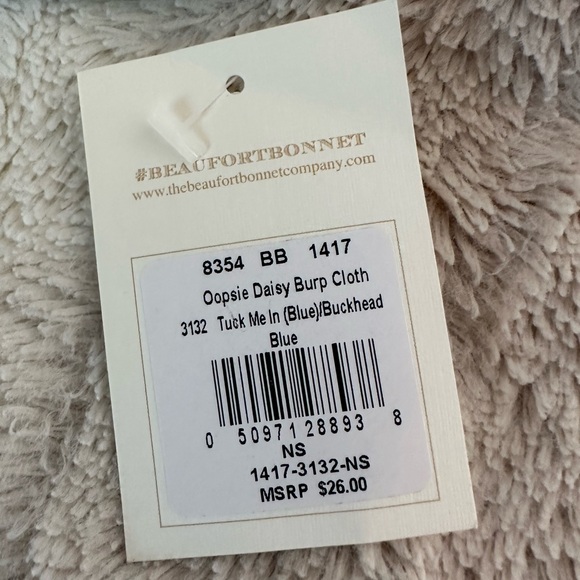 #BEAUFORTBONNET
www.thebeaufortbonnetcompany.com
8354 BB 1417
Oopsie Daisy Burp Cloth
3132 Tuck Me In (Blue)/Buckhead
Blue
0 50971 28893 8
NS
1417-3132-NS
MSRP $26.00